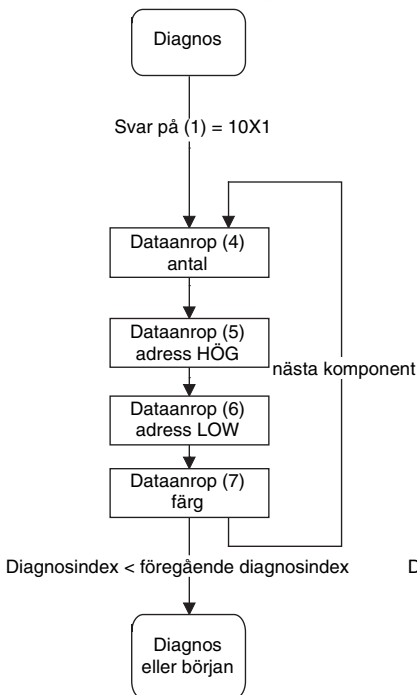 Diagnos
Svar på (1) = 10X1
Dataanrop (4)
antal
Dataanrop (5)
adress HÖG
nästa komponent
Dataanrop (6)
adress LOW
Dataanrop (7)
färg
Diagnosindex < föregående diagnosindex
D
Diagnos
eller början